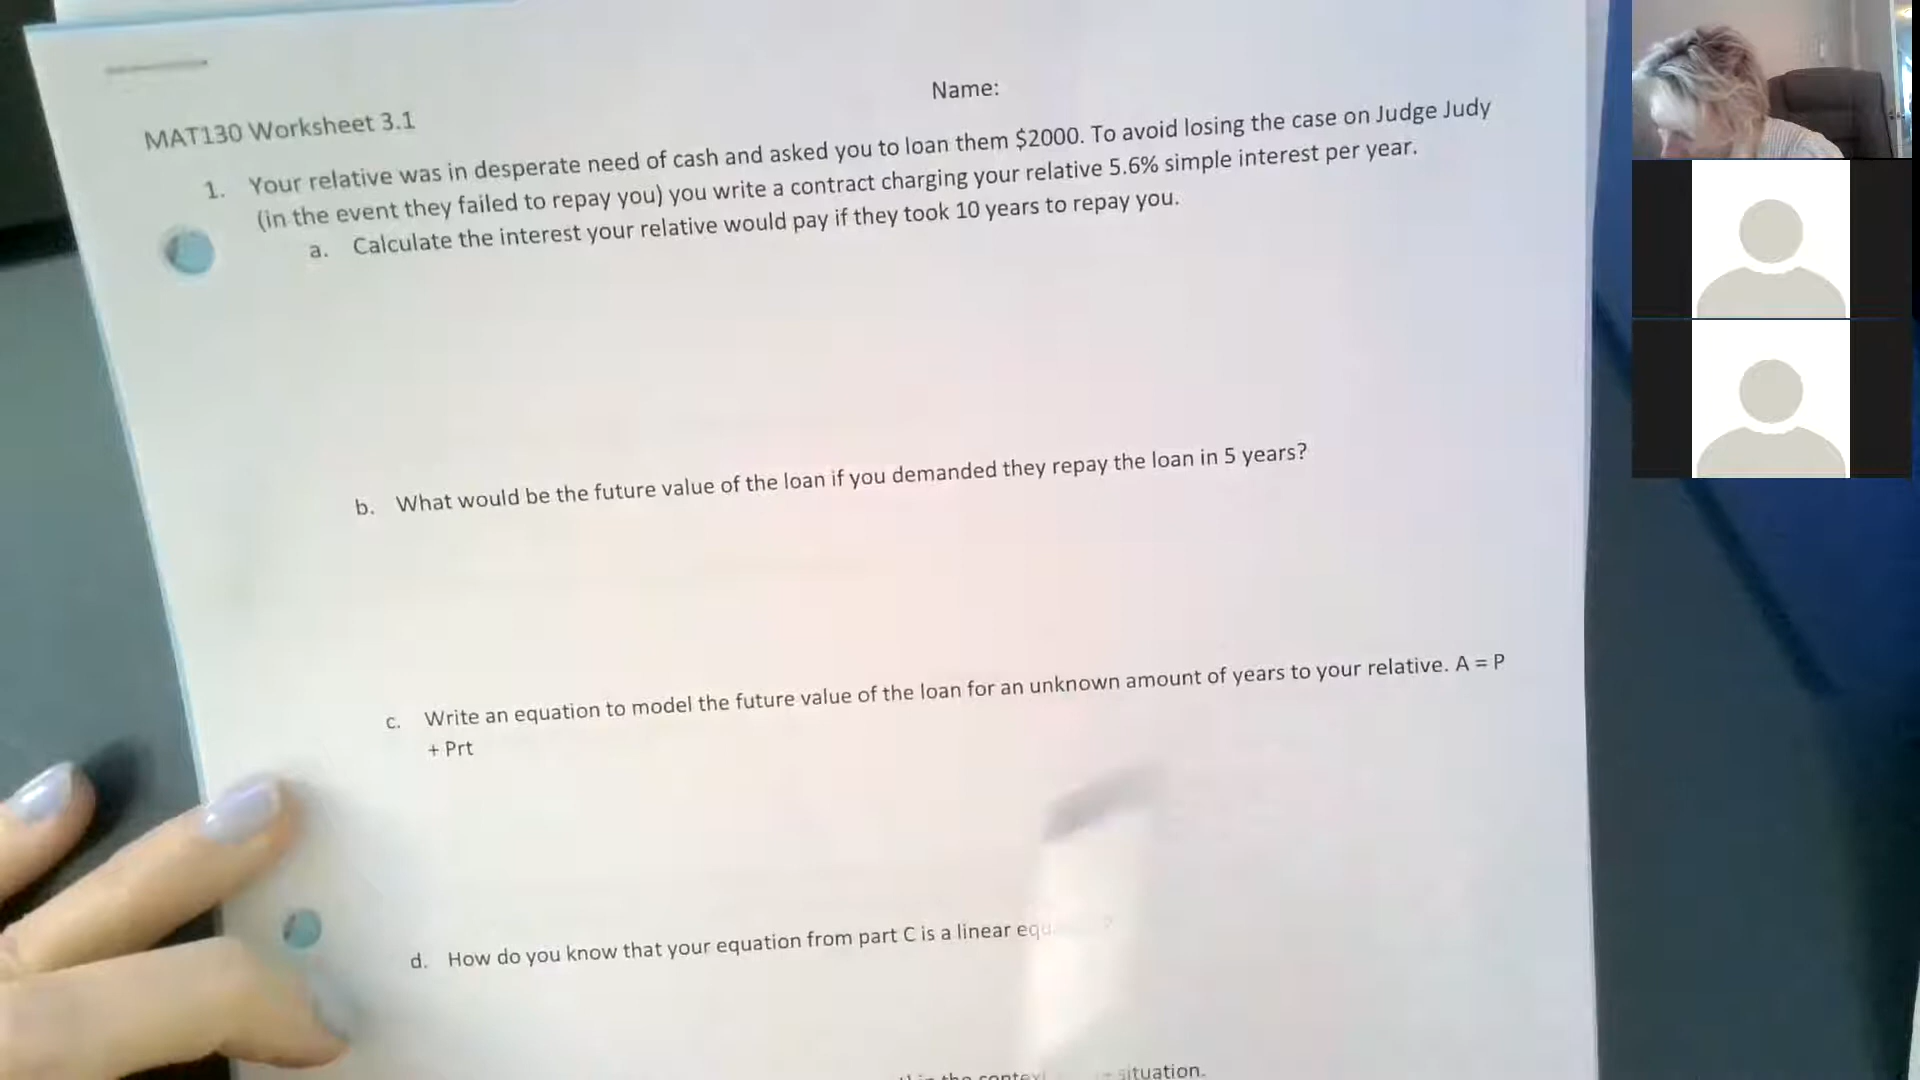 Name:
MAT130 Worksheet 3.1
1. Your relative was in desperate need of cash and asked you to loan them $2000. To avoid losing the case on Judge Judy
(in the event they failed to repay you) you write a contract charging your relative 5.6% simple interest per year.
a. Calculate the interest your relative would pay if they took 10 years to repay you.
b. What would be the future value of the loan if you demanded they repay the loan in 5 years?
c. Write an equation to model the future value of the loan for an unknown amount of years to your relative. A = P
+ Prt
d. How do you know that your equation from part C is a linear ?
the situation.